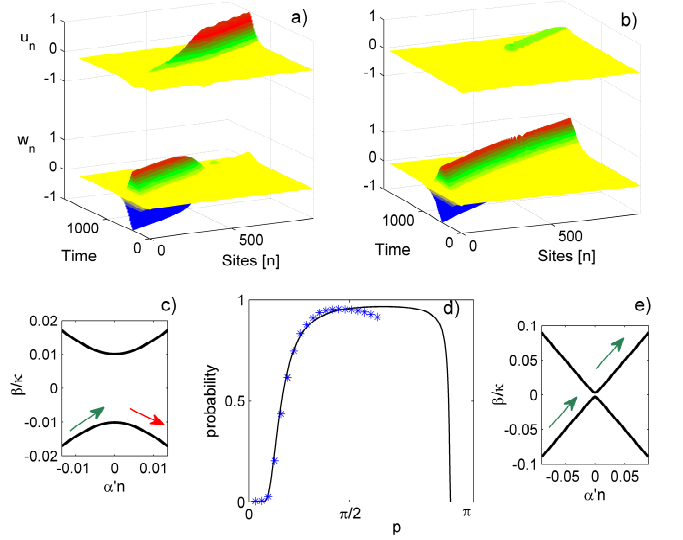 a)
b)
1
0
-1
u_n
1
0
-1
w_n
1000
0
Time
0
500
Sites [n]
1
0
-1
1
0
-1
1000
0
Time
0
500
Sites [n]
c)
0.02
0.01
0
-0.01
-0.02
β/κ
-0.01 0 0.01
α'n
d)
1
0.5
0
probability
0 π/2 π
p
e)
0.1
0.05
0
-0.05
-0.1
β/κ
-0.05 0 0.05
α'n